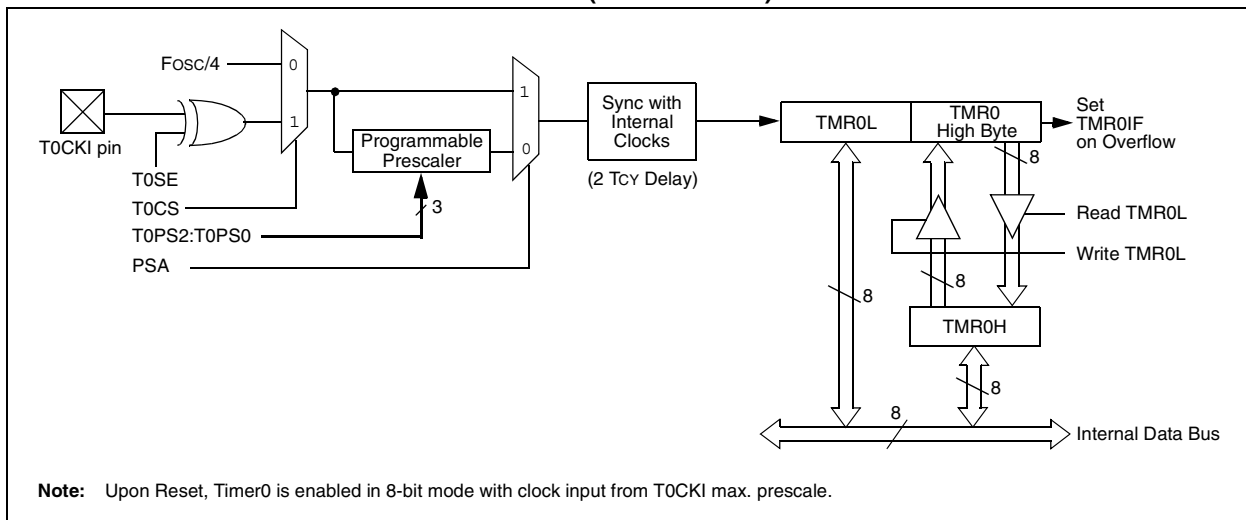 FOSC/4
0
1
T0CKI pin
T0SE
T0CS
T0PS2:T0PS0
PSA
Programmable
Prescaler
3
1
0
Sync with
Internal
Clocks
(2 TCY Delay)
TMR0L
TMR0
High Byte
Set
TMR0IF
on Overflow
8
Read TMR0L
Write TMR0L
8
8
TMR0H
8
8
Internal Data Bus
Note: Upon Reset, Timer0 is enabled in 8-bit mode with clock input from T0CKI max. prescale.